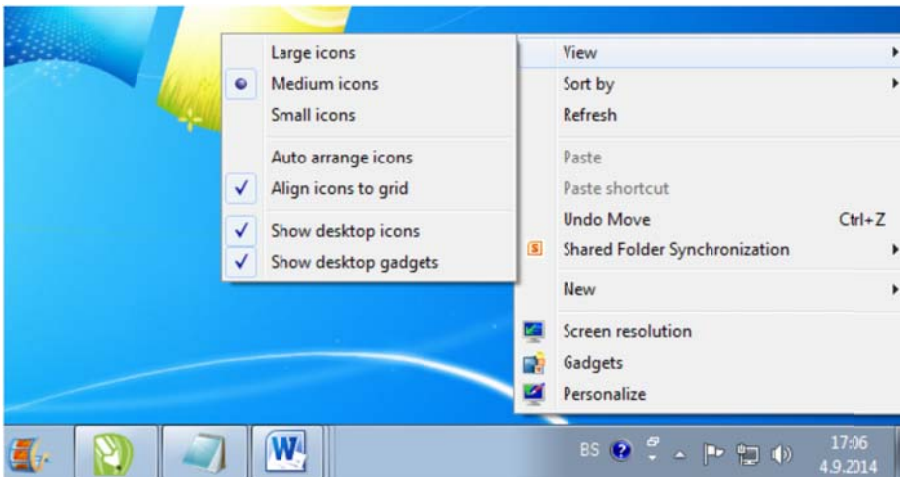 Large icons
Medium icons
Small icons
Auto arrange icons
Align icons to grid
Show desktop icons
Show desktop gadgets
View
Sort by
Refresh
Paste
Paste shortcut
Undo Move Ctrl+Z
S
Shared Folder Synchronization
New
Screen resolution
Gadgets
Personalize
W
BS ? 17:06
4.9.2014